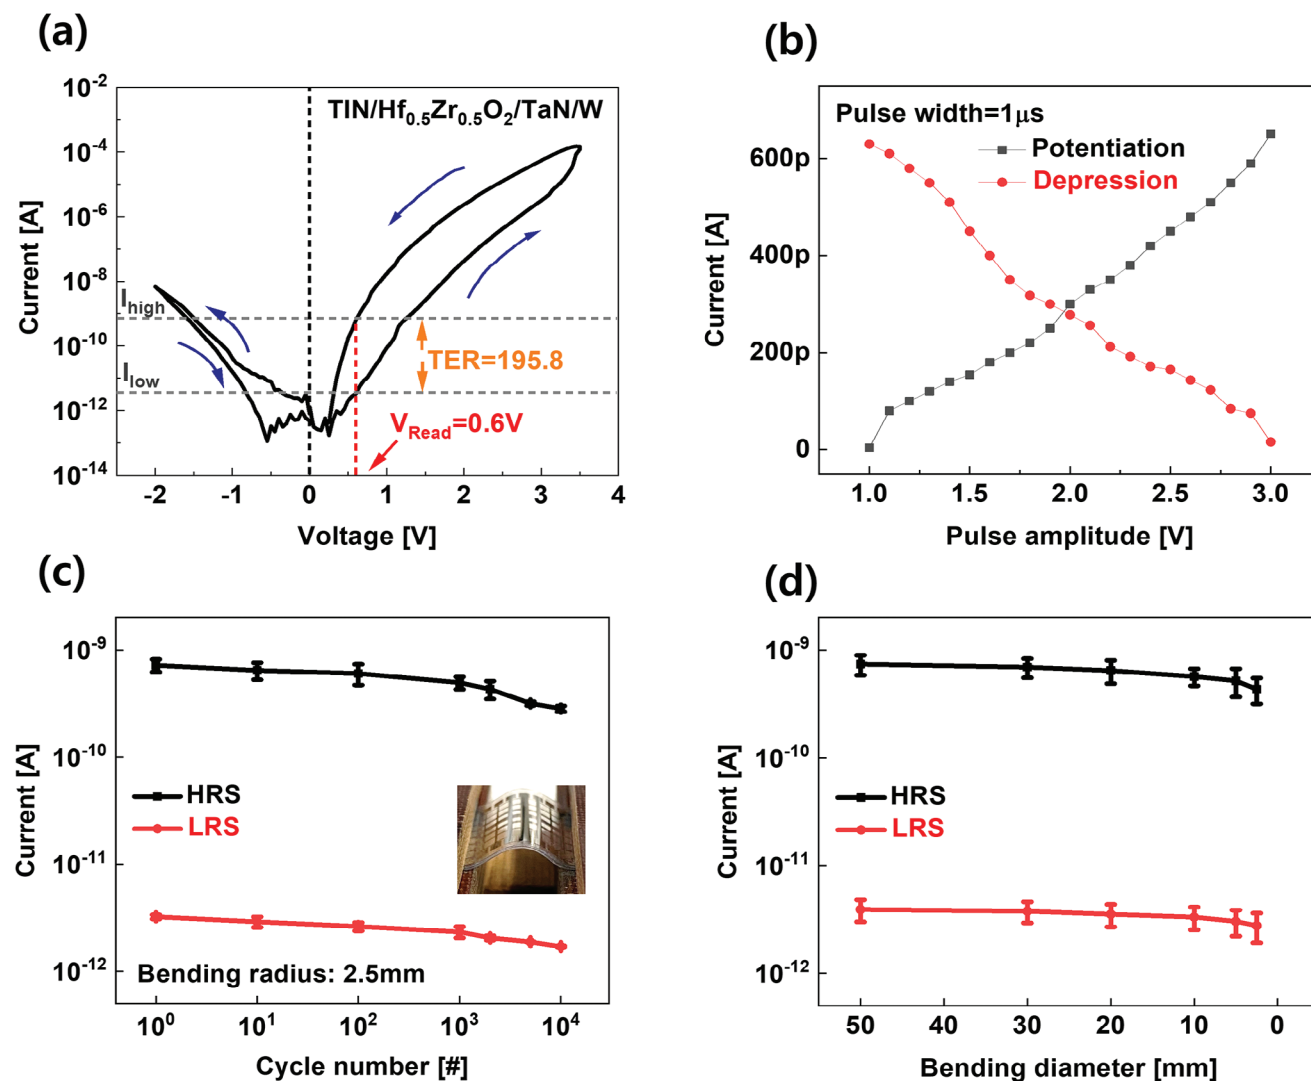 (a)
10⁻²
10⁻⁴
10⁻⁶
10⁻⁸
10⁻¹⁰
10⁻¹²
10⁻¹⁴
Current [A]
TIN/Hf₀.₅Zr₀.₅O₂/TaN/W
I_high
I_low
TER=195.8
V_Read=0.6V
-2 -1 0 1 2 3 4
Voltage [V]
(b)
Pulse width=1μs
Potentiation
Depression
600p
400p
200p
0
Current [A]
1.0 1.5 2.0 2.5 3.0
Pulse amplitude [V]
(c)
10⁻⁹
10⁻¹⁰
10⁻¹¹
10⁻¹²
Current [A]
HRS
LRS
Bending radius: 2.5mm
10⁰ 10¹ 10² 10³ 10⁴
Cycle number [#]
(d)
10⁻⁹
10⁻¹⁰
10⁻¹¹
10⁻¹²
Current [A]
HRS
LRS
50 40 30 20 10 0
Bending diameter [mm]